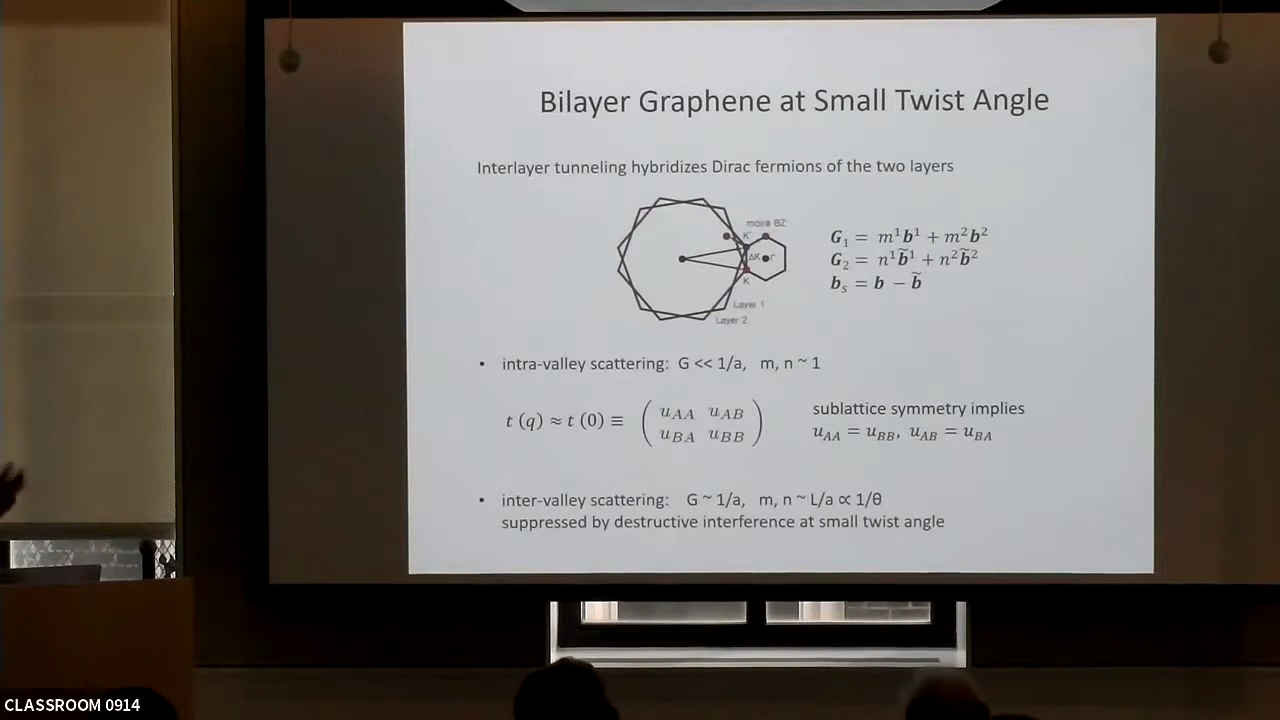 Bilayer Graphene at Small Twist Angle
Interlayer tunneling hybridizes Dirac fermions of the two layers
moiré BZ
K'
ΔK
Γ
K
Layer 1
Layer 2
G₁ = m¹b¹ + m²b²
G₂ = n¹b̃¹ + n²b̃²
bₛ = b − b̃
• intra-valley scattering: G << 1/a, m, n ~ 1
t (q) ≈ t (0) ≡ ( u_AA u_AB
u_BA u_BB )
sublattice symmetry implies
u_AA = u_BB, u_AB = u_BA
• inter-valley scattering: G ~ 1/a, m, n ~ L/a ∝ 1/θ
suppressed by destructive interference at small twist angle
CLASSROOM 0914